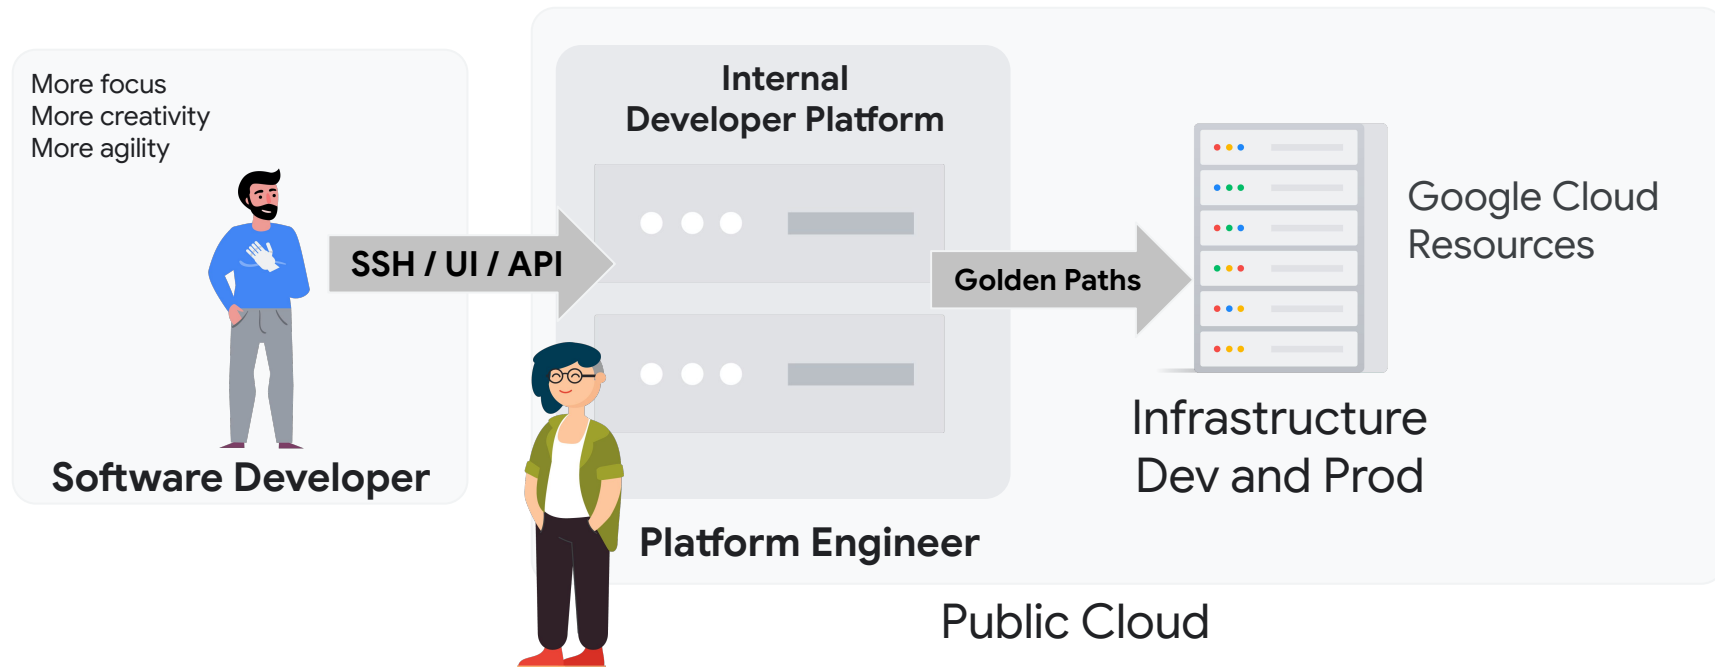 More focus
More creativity
More agility
Software Developer
SSH / UI / API
Internal
Developer Platform
Platform Engineer
Golden Paths
Google Cloud
Resources
Infrastructure
Dev and Prod
Public Cloud